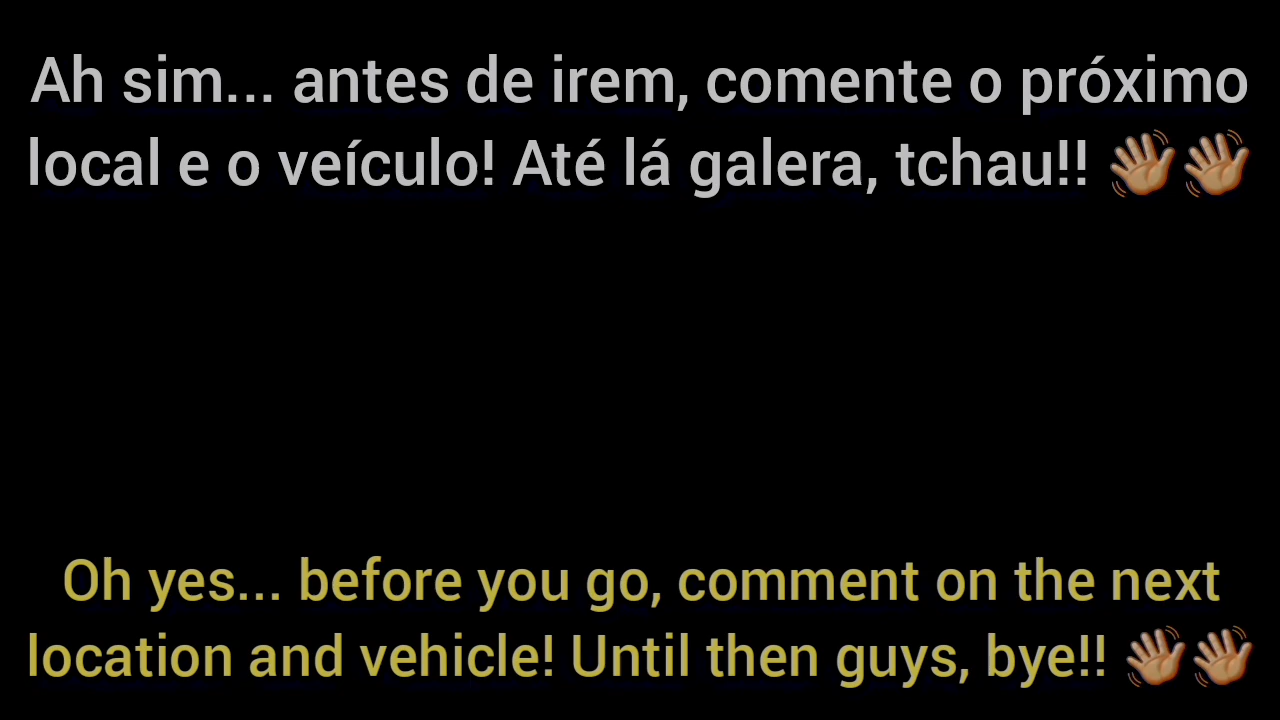 Ah sim... antes de irem, comente o próximo
local e o veículo! Até lá galera, tchau!! 👋🏽👋🏽
Oh yes... before you go, comment on the next
location and vehicle! Until then guys, bye!! 👋🏽👋🏽